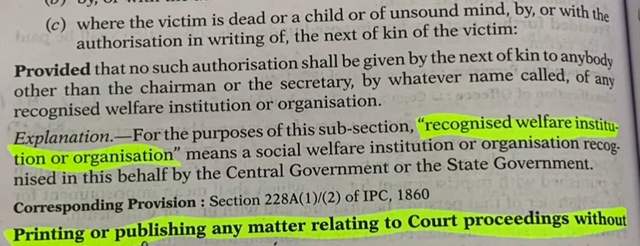 (c) where the victim is dead or a child or of unsound mind, by, or with the
authorisation in writing of, the next of kin of the victim:
Provided that no such authorisation shall be given by the next of kin to anybody
other than the chairman or the secretary, by whatever name called, of any
recognised welfare institution or organisation.
Explanation.—For the purposes of this sub-section, “recognised welfare institu-
tion or organisation” means a social welfare institution or organisation recog-
nised in this behalf by the Central Government or the State Government.
Corresponding Provision : Section 228A(1)/(2) of IPC, 1860
Printing or publishing any matter relating to Court proceedings without